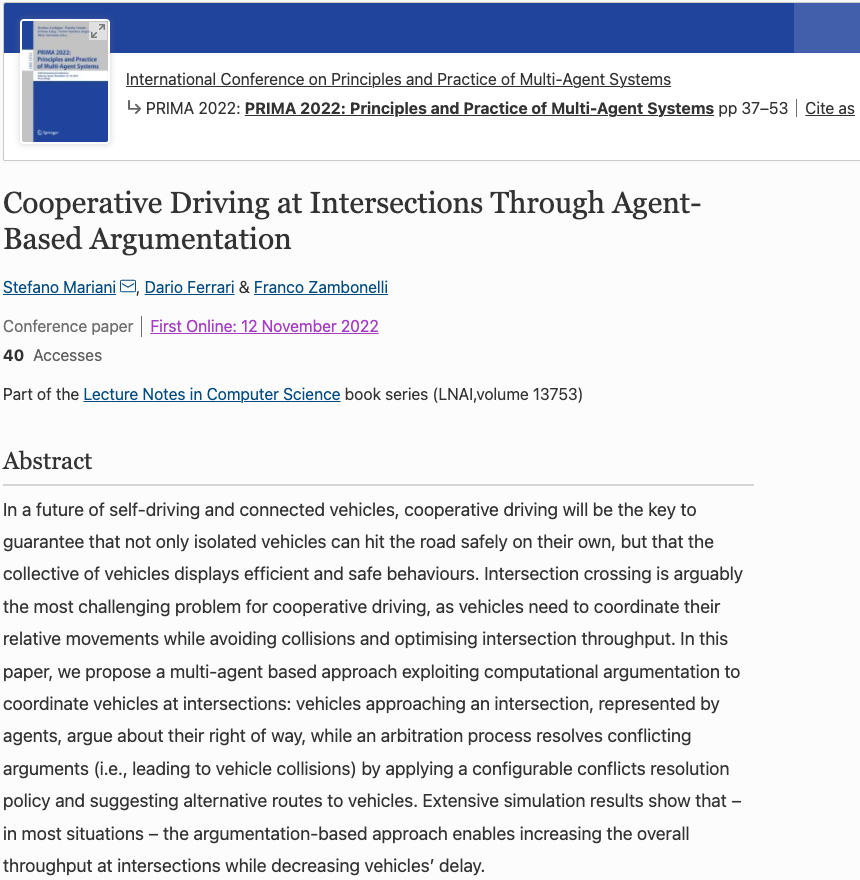 PRIMA 2022:
Principles and Practice
of Multi-Agent Systems
Springer
International Conference on Principles and Practice of Multi-Agent Systems
PRIMA 2022: PRIMA 2022: Principles and Practice of Multi-Agent Systems pp 37–53 | Cite as
Cooperative Driving at Intersections Through Agent-
Based Argumentation
Stefano Mariani, Dario Ferrari & Franco Zambonelli
Conference paper | First Online: 12 November 2022
40 Accesses
Part of the Lecture Notes in Computer Science book series (LNAI,volume 13753)
Abstract
In a future of self-driving and connected vehicles, cooperative driving will be the key to
guarantee that not only isolated vehicles can hit the road safely on their own, but that the
collective of vehicles displays efficient and safe behaviours. Intersection crossing is arguably
the most challenging problem for cooperative driving, as vehicles need to coordinate their
relative movements while avoiding collisions and optimising intersection throughput. In this
paper, we propose a multi-agent based approach exploiting computational argumentation to
coordinate vehicles at intersections: vehicles approaching an intersection, represented by
agents, argue about their right of way, while an arbitration process resolves conflicting
arguments (i.e., leading to vehicle collisions) by applying a configurable conflicts resolution
policy and suggesting alternative routes to vehicles. Extensive simulation results show that –
in most situations – the argumentation-based approach enables increasing the overall
throughput at intersections while decreasing vehicles’ delay.